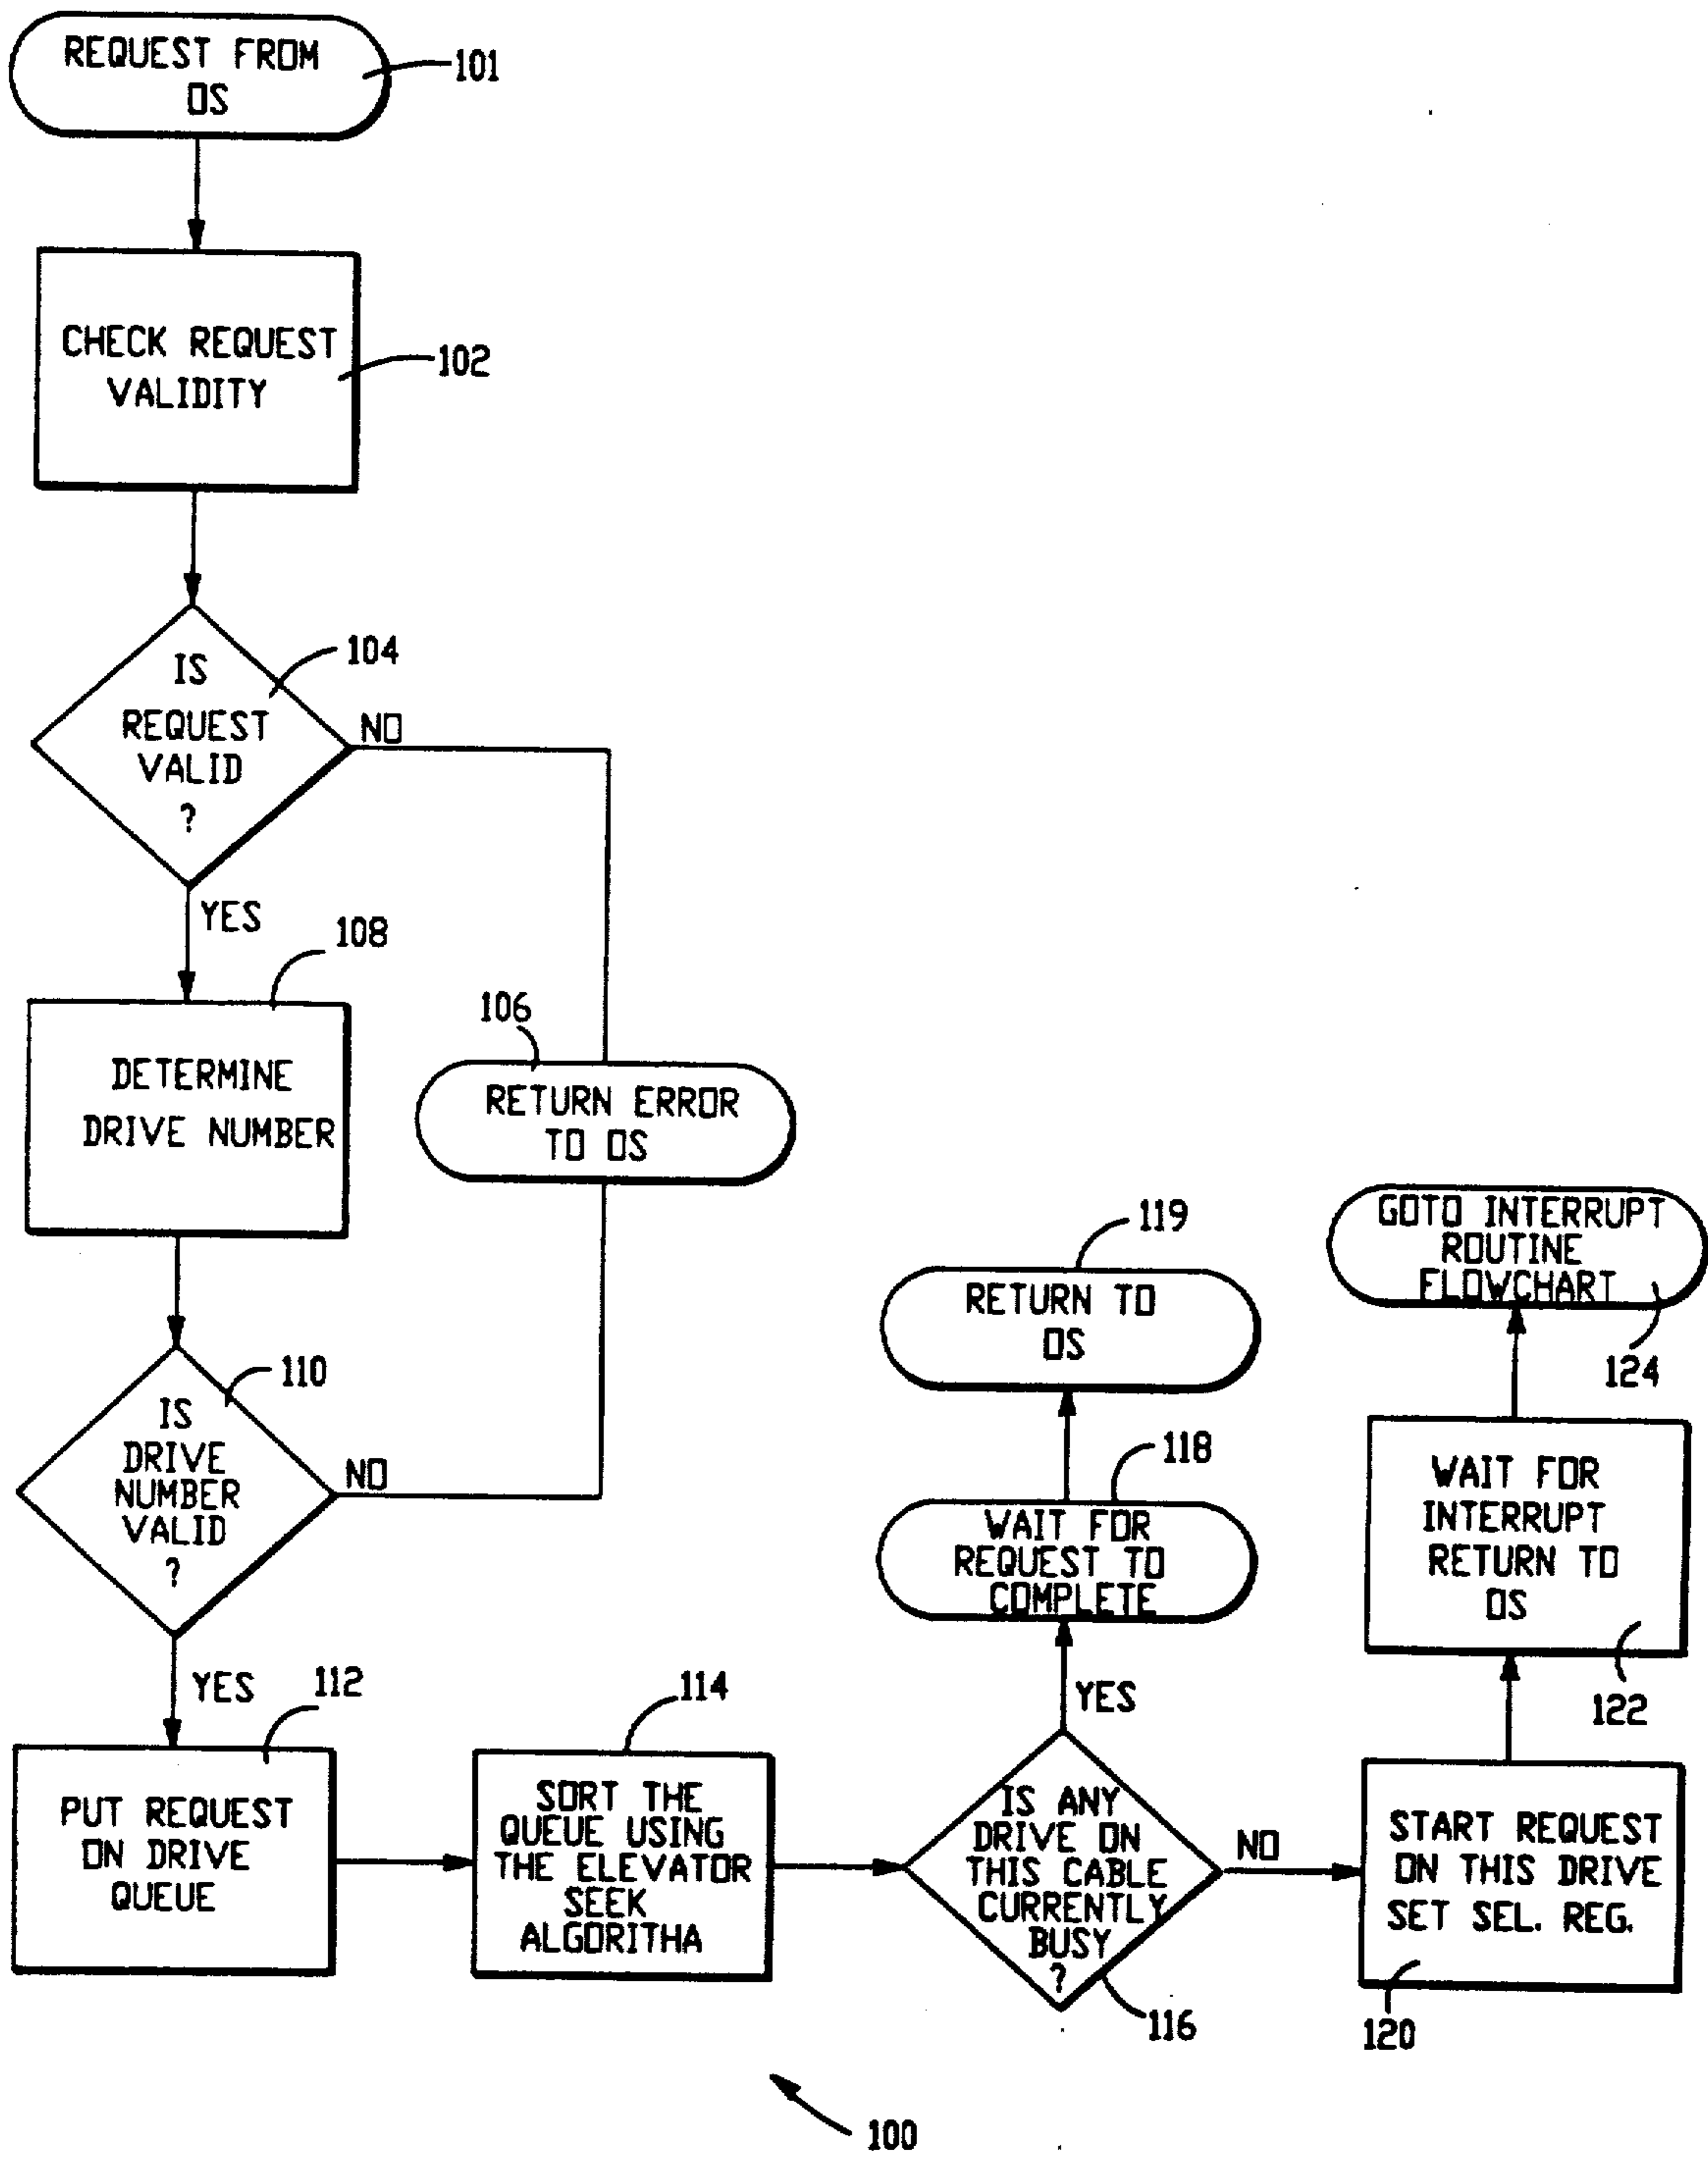 REQUEST FROM
OS
101
CHECK REQUEST
VALIDITY
102
IS
REQUEST
VALID
?
104
NO
YES
108
DETERMINE
DRIVE NUMBER
106
RETURN ERROR
TO OS
IS
DRIVE
NUMBER
VALID
?
110
NO
YES
112
PUT REQUEST
ON DRIVE
QUEUE
114
SORT THE
QUEUE USING
THE ELEVATOR
SEEK
ALGORITHA
IS ANY
DRIVE ON
THIS CABLE
CURRENTLY
BUSY
?
116
YES
118
WAIT FOR
REQUEST TO
COMPLETE
119
RETURN TO
OS
NO
START REQUEST
ON THIS DRIVE
SET SEL. REG.
120
WAIT FOR
INTERRUPT
RETURN TO
OS
122
GOTO INTERRUPT
ROUTINE
FLOWCHART
124
100